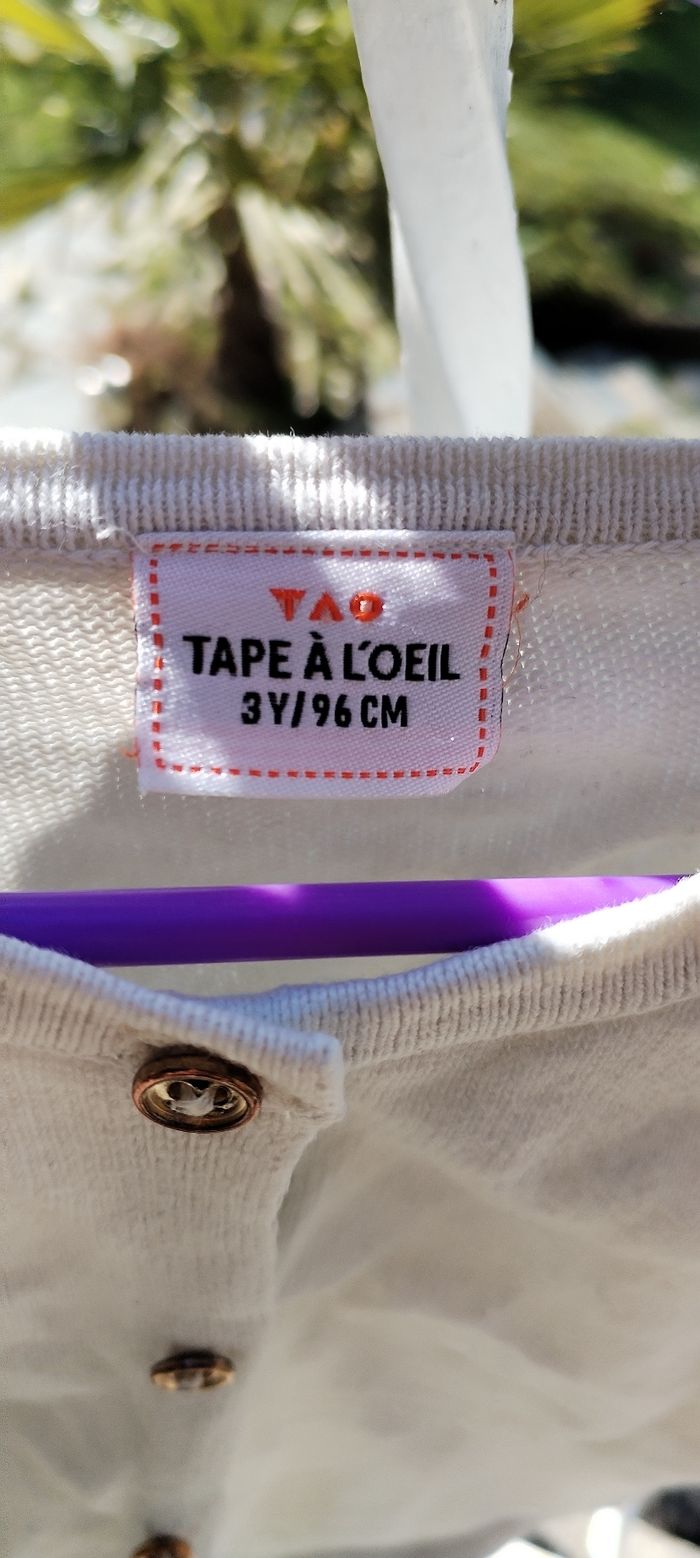 TAO
TAPE À L'OEIL
3Y/96 CM